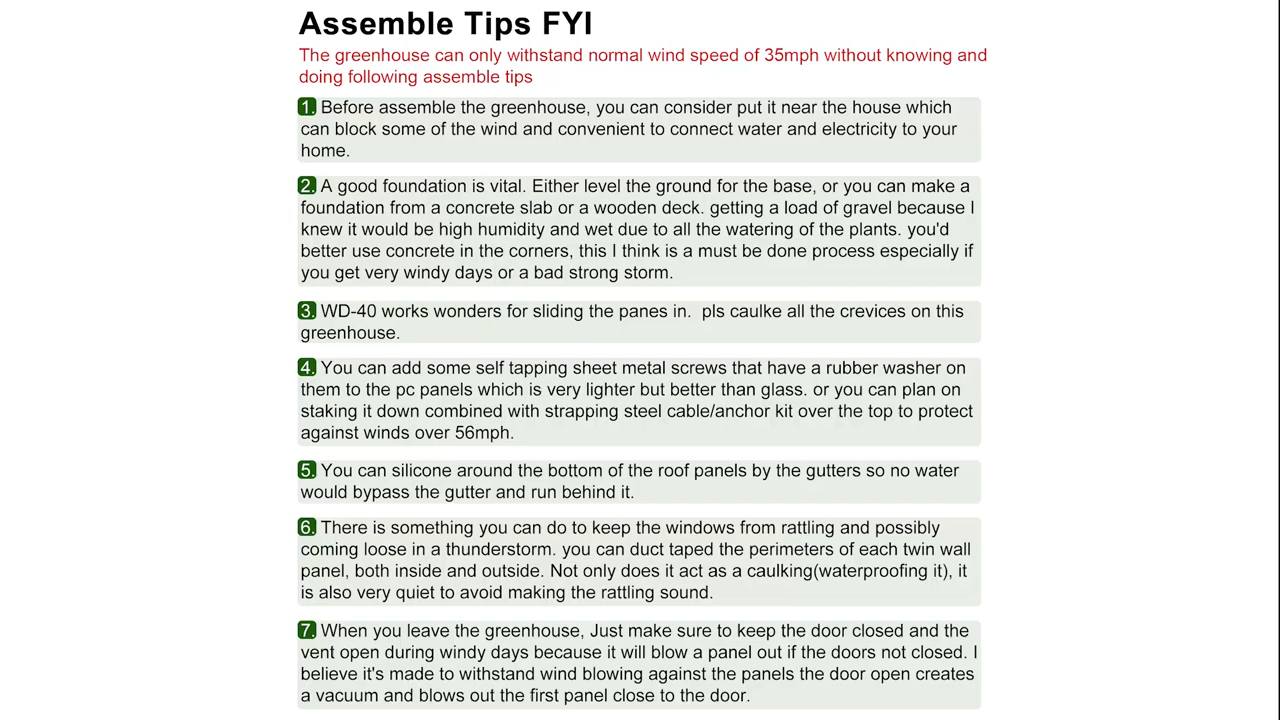 Assemble Tips FYI
The greenhouse can only withstand normal wind speed of 35mph without knowing and
doing following assemble tips
1. Before assemble the greenhouse, you can consider put it near the house which
can block some of the wind and convenient to connect water and electricity to your
home.
2. A good foundation is vital. Either level the ground for the base, or you can make a
foundation from a concrete slab or a wooden deck. getting a load of gravel because I
knew it would be high humidity and wet due to all the watering of the plants. you'd
better use concrete in the corners, this I think is a must be done process especially if
you get very windy days or a bad strong storm.
3. WD-40 works wonders for sliding the panes in.  pls caulke all the crevices on this
greenhouse.
4. You can add some self tapping sheet metal screws that have a rubber washer on
them to the pc panels which is very lighter but better than glass. or you can plan on
staking it down combined with strapping steel cable/anchor kit over the top to protect
against winds over 56mph.
5. You can silicone around the bottom of the roof panels by the gutters so no water
would bypass the gutter and run behind it.
6. There is something you can do to keep the windows from rattling and possibly
coming loose in a thunderstorm. you can duct taped the perimeters of each twin wall
panel, both inside and outside. Not only does it act as a caulking(waterproofing it), it
is also very quiet to avoid making the rattling sound.
7. When you leave the greenhouse, Just make sure to keep the door closed and the
vent open during windy days because it will blow a panel out if the doors not closed. I
believe it's made to withstand wind blowing against the panels the door open creates
a vacuum and blows out the first panel close to the door.